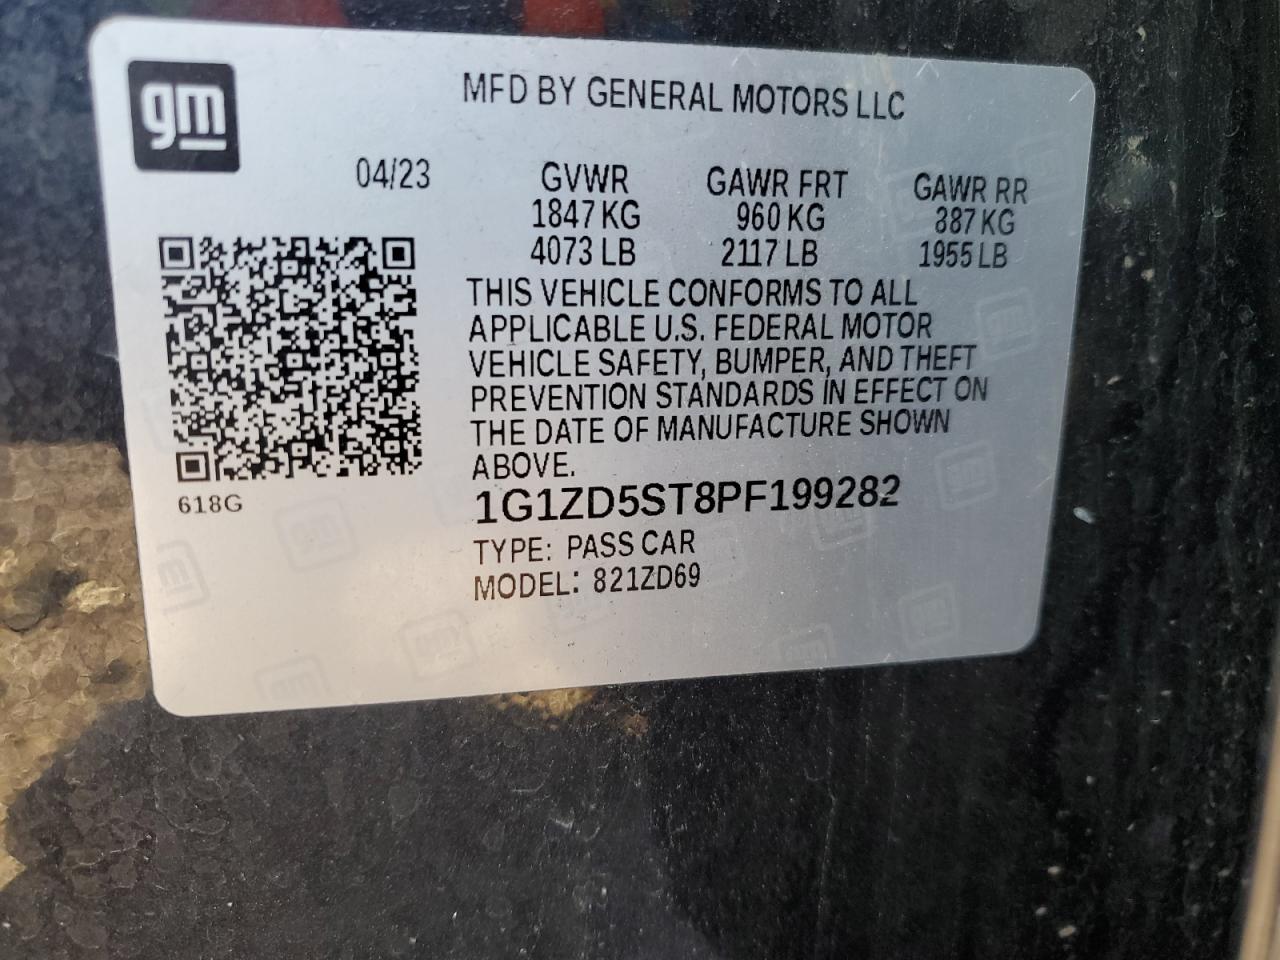 gm
MFD BY GENERAL MOTORS LLC
04/23 GVWR GAWR FRT GAWR RR
1847 KG 960 KG 887 KG
4073 LB 2117 LB 1955 LB
THIS VEHICLE CONFORMS TO ALL
APPLICABLE U.S. FEDERAL MOTOR
VEHICLE SAFETY, BUMPER, AND THEFT
PREVENTION STANDARDS IN EFFECT ON
THE DATE OF MANUFACTURE SHOWN
ABOVE.
618G
1G1ZD5ST8PF199282
TYPE: PASS CAR
MODEL: 821ZD69